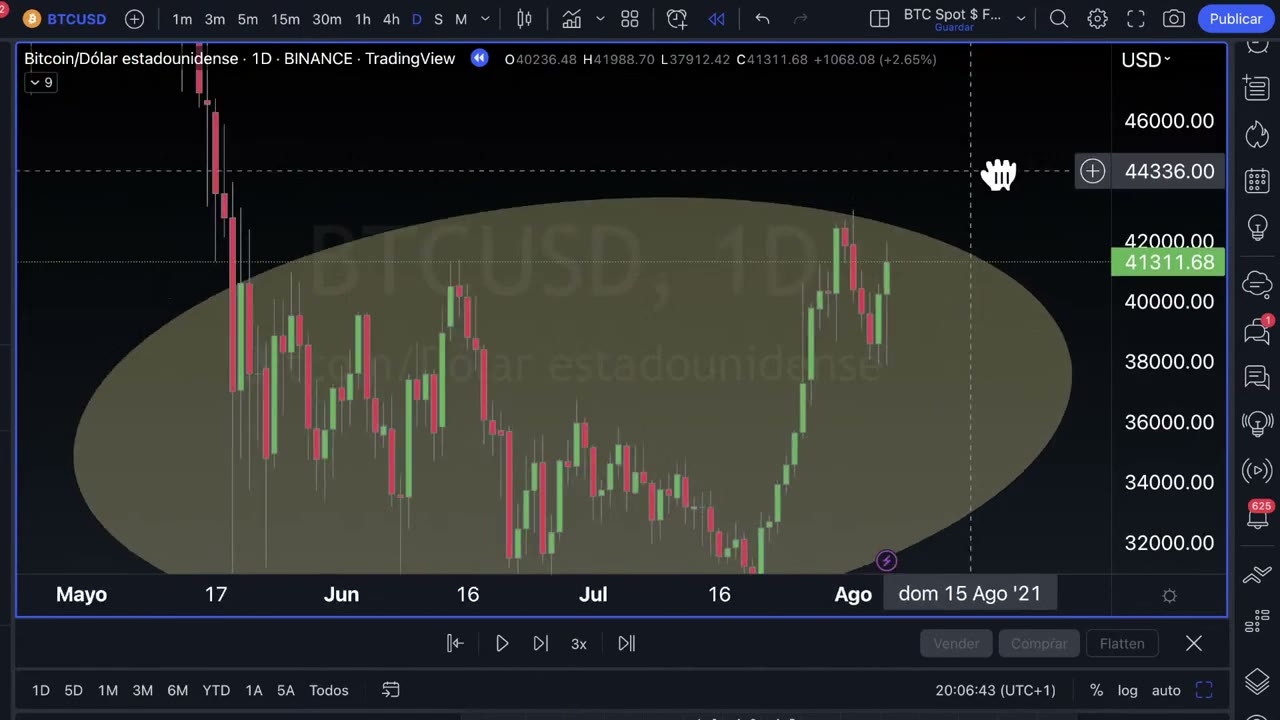 2
BTCUSD
1m 3m 5m 15m 30m 1h 4h D S M
BTC Spot $ F...
Guardar
Publicar
Bitcoin/Dólar estadounidense · 1D · BINANCE · TradingView
O40236.48 H41988.70 L37912.42 C41311.68 +1068.08 (+2.65%)
USD
9
46000.00
44336.00
42000.00
41311.68
40000.00
38000.00
36000.00
34000.00
32000.00
BTCUSD, 1D
Bitcoin/Dólar estadounidense
1
625
Mayo 17 Jun 16 Jul 16 Ago dom 15 Ago '21
3x
Vender Comprar Flatten
1D 5D 1M 3M 6M YTD 1A 5A Todos
20:06:43 (UTC+1) % log auto